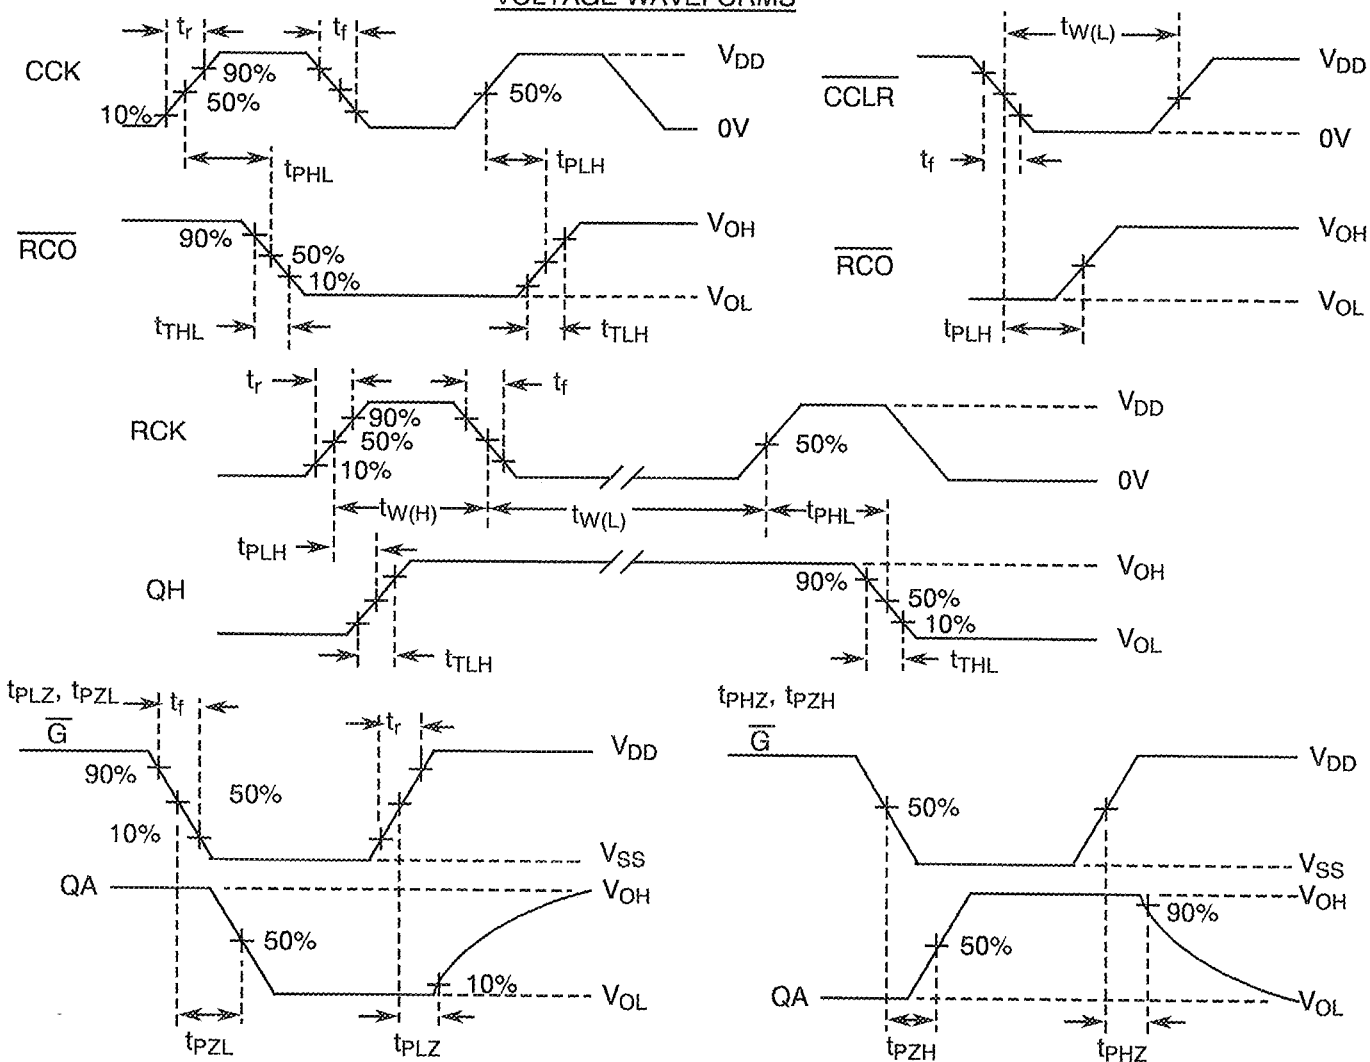 VOLTAGE WAVEFORMS
tr tf tW(L)
CCK 90% VDD CCLR VDD
10% 50% 50% 0V 0V
tPHL tPLH tf
RCO 90% VOH RCO VOH
50%
10% VOL VOL
tTHL tTLH tPLH
tr tf
RCK 90% VDD
50% 50%
10% 0V
tW(H) tW(L) tPHL
tPLH
QH 90% VOH
50%
10% VOL
tTLH tTHL
tPLZ, tPZL tf tr tPHZ, tPZH
G VDD G VDD
90% 50% 50%
10% VSS VSS
QA VOH VOH
50% 90%
50%
10% VOL QA VOL
tPZL tPLZ tPZH tPHZ